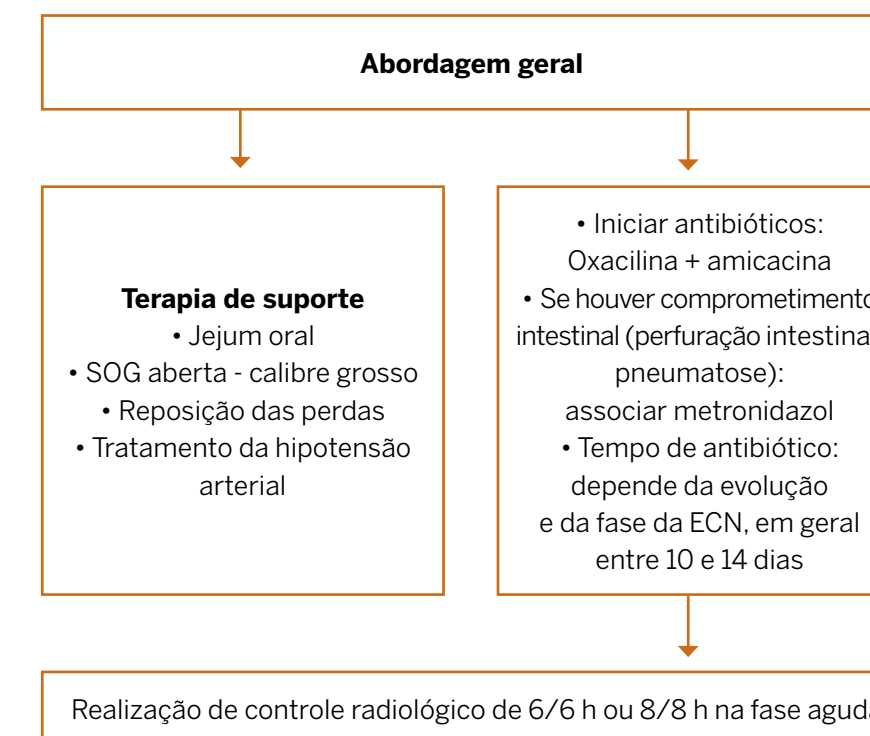 Abordagem geral
Terapia de suporte
• Jejum oral
• SOG aberta - calibre grosso
• Reposição das perdas
• Tratamento da hipotensão
arterial
• Iniciar antibióticos:
Oxacilina + amicacina
• Se houver comprometimento
intestinal (perfuração intestina
pneumatose):
associar metronidazol
• Tempo de antibiótico:
depende da evolução
e da fase da ECN, em geral
entre 10 e 14 dias
Realização de controle radiológico de 6/6 h ou 8/8 h na fase aguda